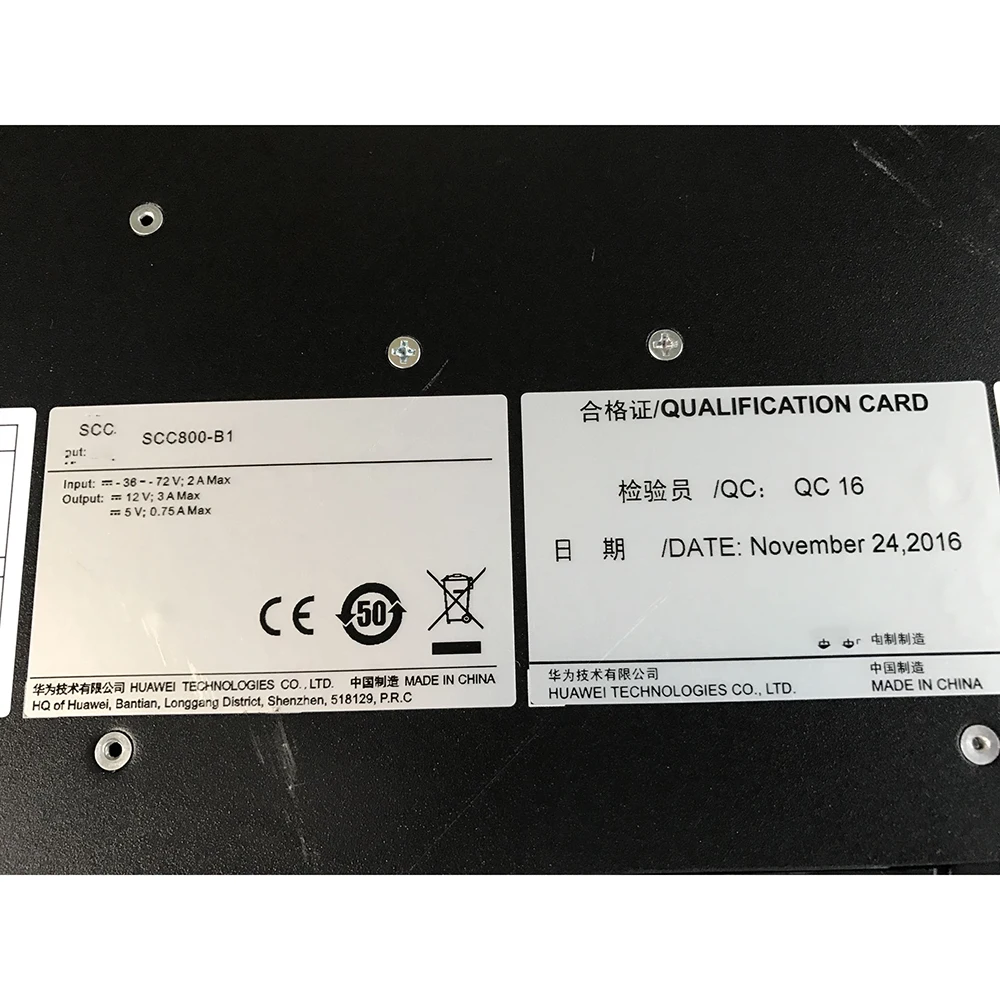 SCC. SCC800-B1
put:
Input: ⎓ - 36 - - 72 V; 2 A Max
Output: ⎓ 12 V; 3 A Max
⎓ 5 V; 0.75 A Max
CE 50
华为技术有限公司 HUAWEI TECHNOLOGIES CO., LTD. 中国制造 MADE IN CHINA
HQ of Huawei, Bantian, Longgang District, Shenzhen, 518129, P.R.C
合格证/QUALIFICATION CARD
检验员 /QC: QC 16
日 期 /DATE: November 24,2016
制造
华为技术有限公司 中国制造
HUAWEI TECHNOLOGIES CO., LTD. MADE IN CHINA